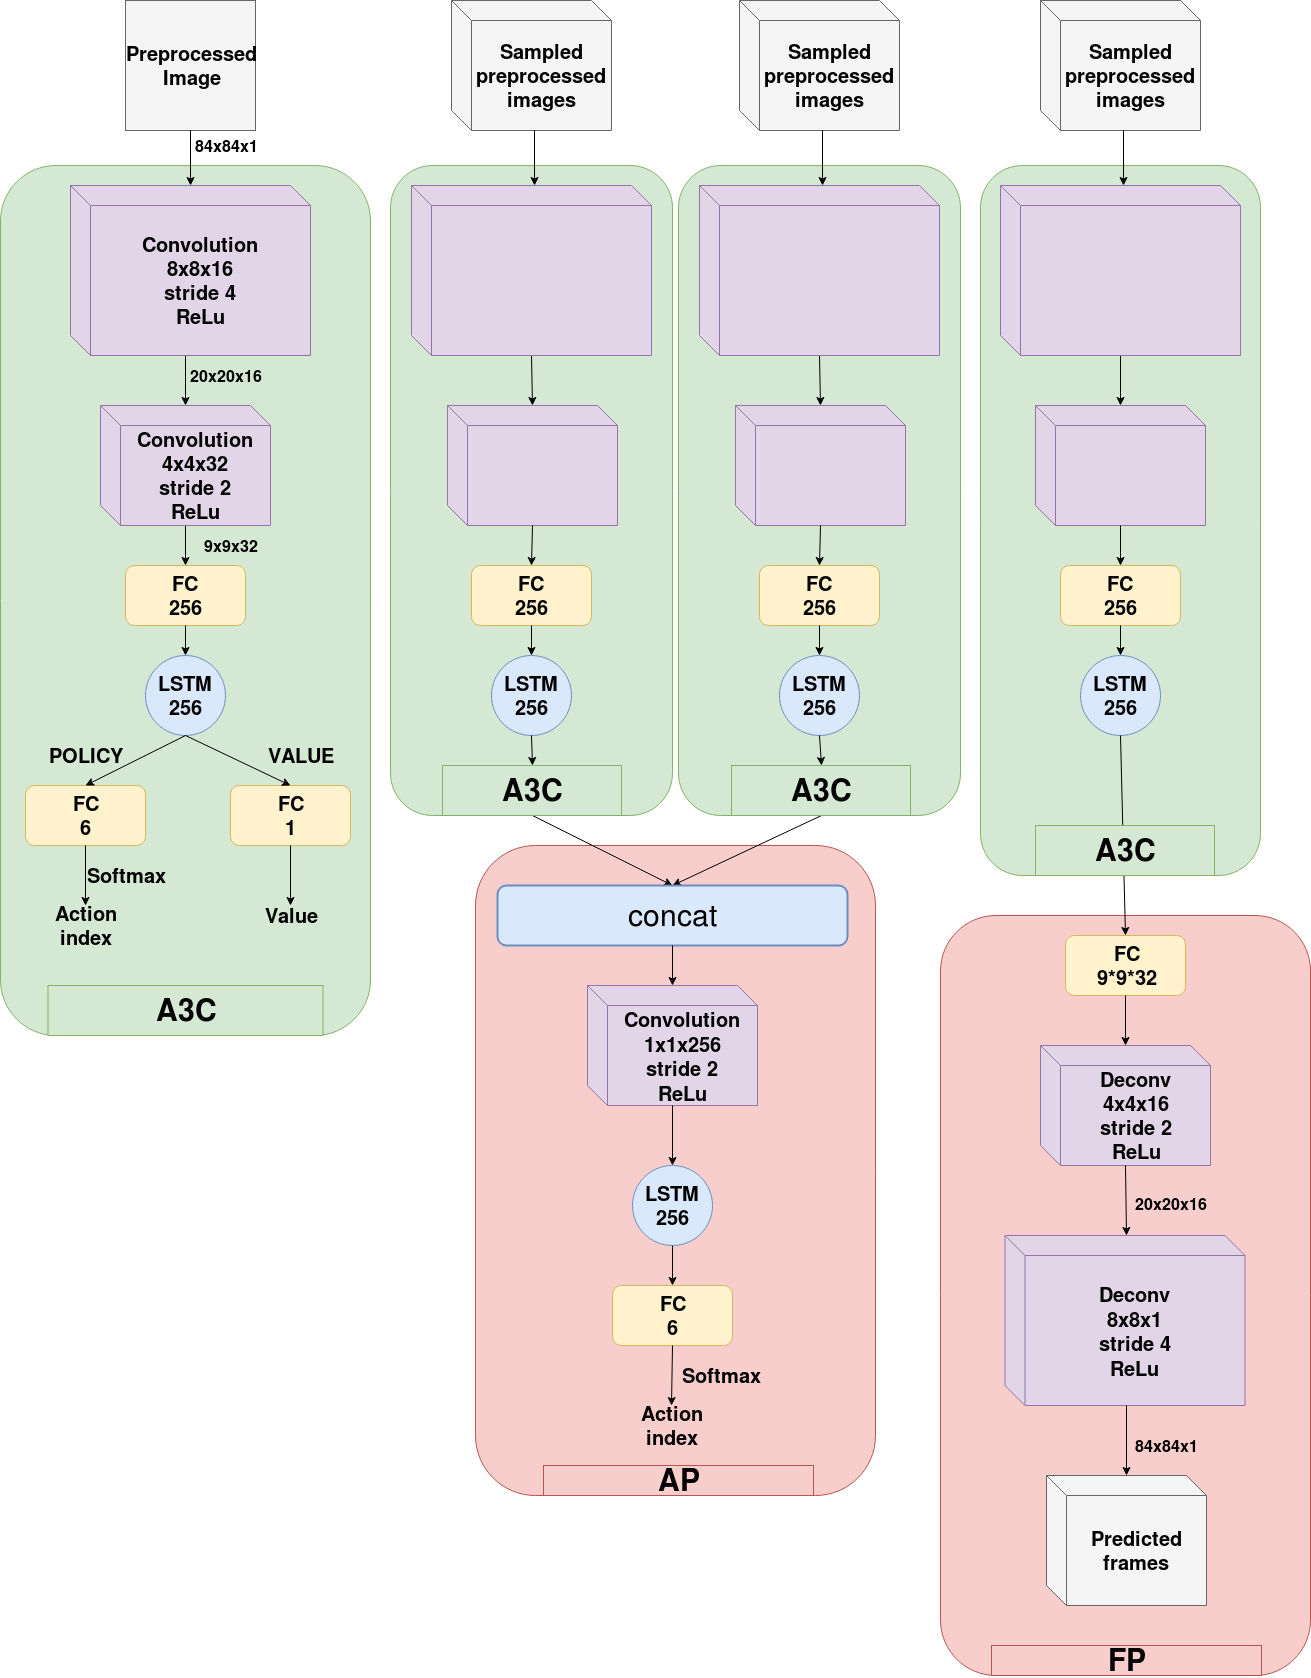 Preprocessed
Image
84x84x1
Convolution
8x8x16
stride 4
ReLu
20x20x16
Convolution
4x4x32
stride 2
ReLu
9x9x32
FC
256
LSTM
256
POLICY
VALUE
FC
6
FC
1
Softmax
Action
index
Value
A3C
Sampled
preprocessed
images
FC
256
LSTM
256
A3C
Sampled
preprocessed
images
FC
256
LSTM
256
A3C
concat
Convolution
1x1x256
stride 2
ReLu
LSTM
256
FC
6
Softmax
Action
index
AP
Sampled
preprocessed
images
FC
256
LSTM
256
A3C
FC
9*9*32
Deconv
4x4x16
stride 2
ReLu
20x20x16
Deconv
8x8x1
stride 4
ReLu
84x84x1
Predicted
frames
FP